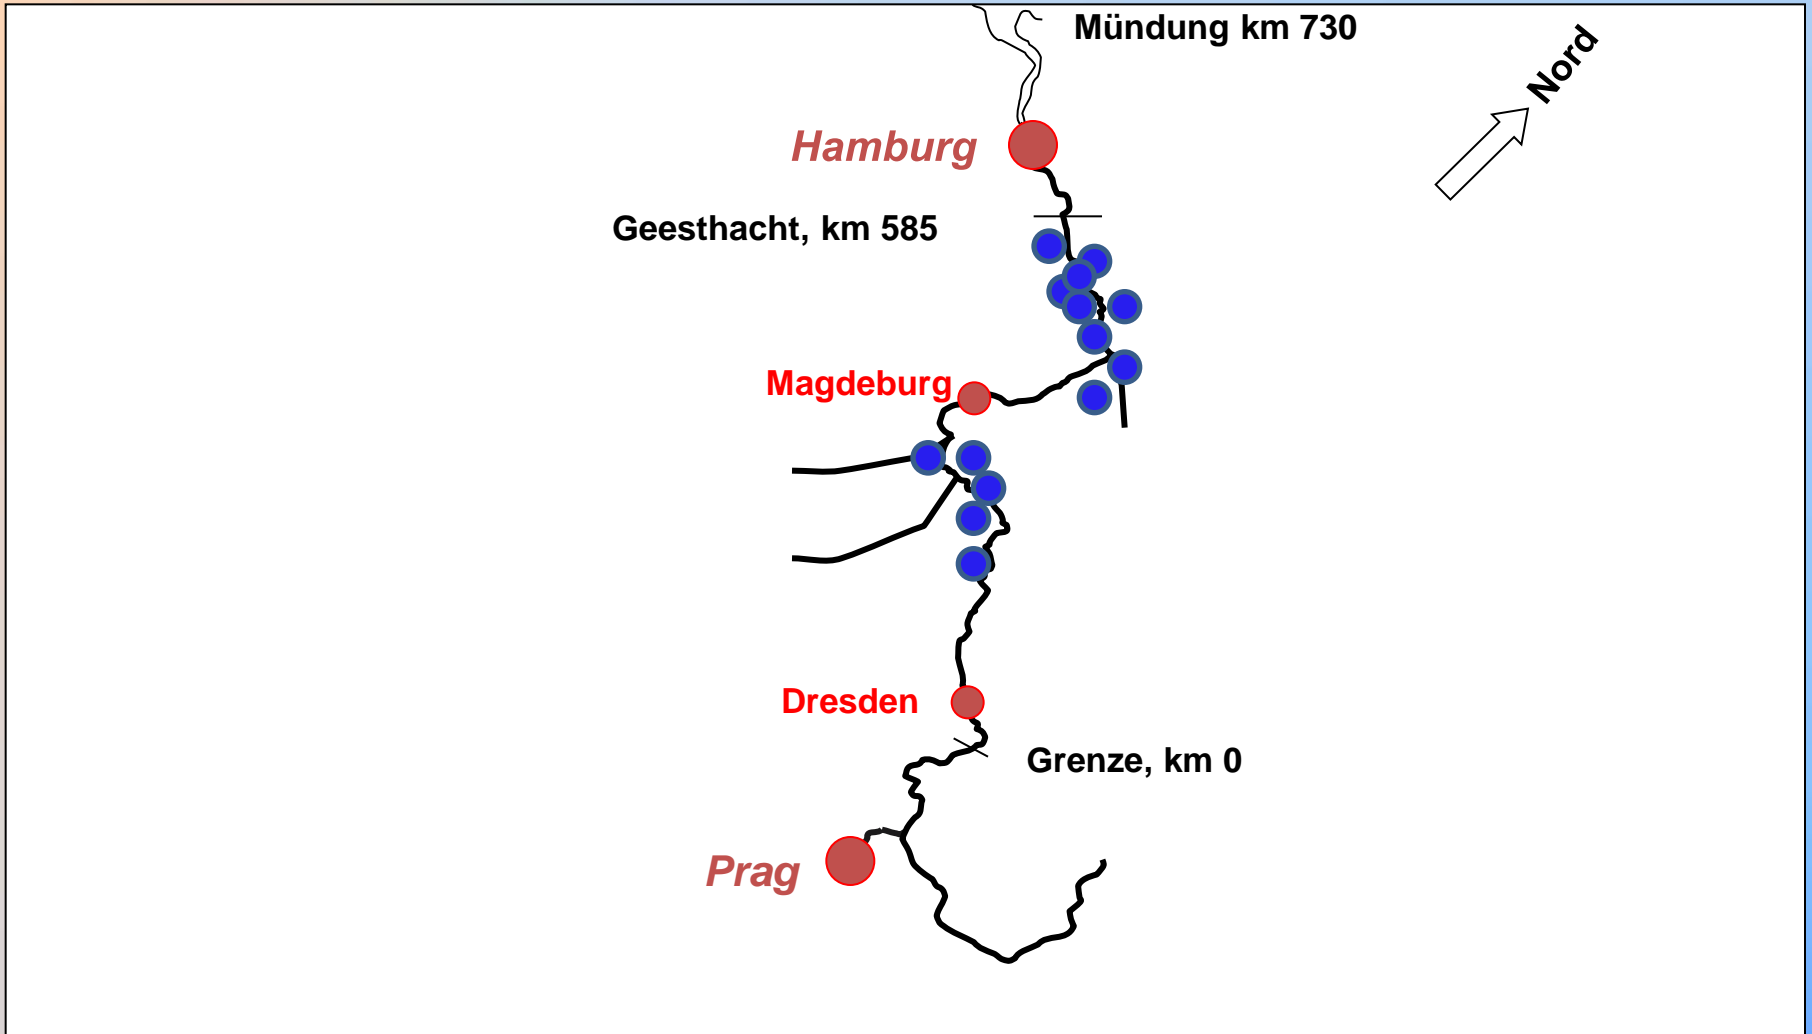 Mündung km 730
Nord
Hamburg
Geesthacht, km 585
Magdeburg
Dresden
Grenze, km 0
Prag